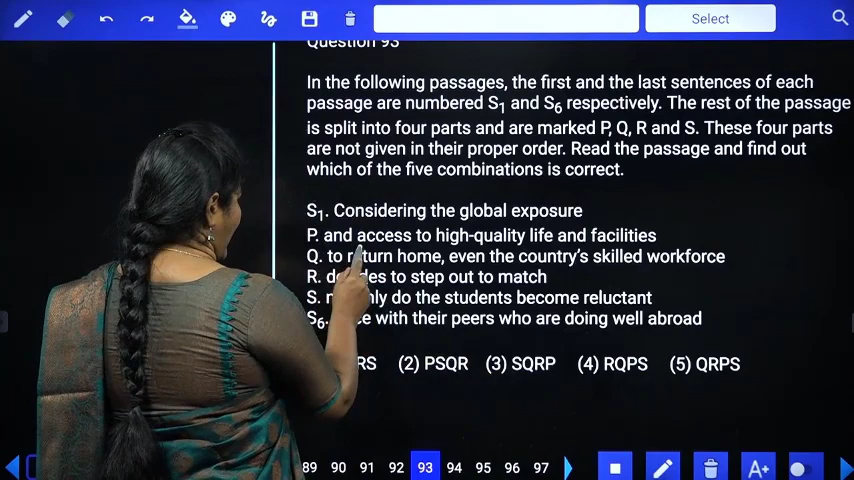 Select
Question 93
In the following passages, the first and the last sentences of each
passage are numbered S1 and S6 respectively. The rest of the passage
is split into four parts and are marked P, Q, R and S. These four parts
are not given in their proper order. Read the passage and find out
which of the five combinations is correct.
S1. Considering the global exposure
P. and access to high-quality life and facilities
Q. to return home, even the country's skilled workforce
R. decides to step out to match
S. only do the students become reluctant
S6. with their peers who are doing well abroad
RS (2) PSQR (3) SQRP (4) RQPS (5) QRPS
89 90 91 92 93 94 95 96 97
A+